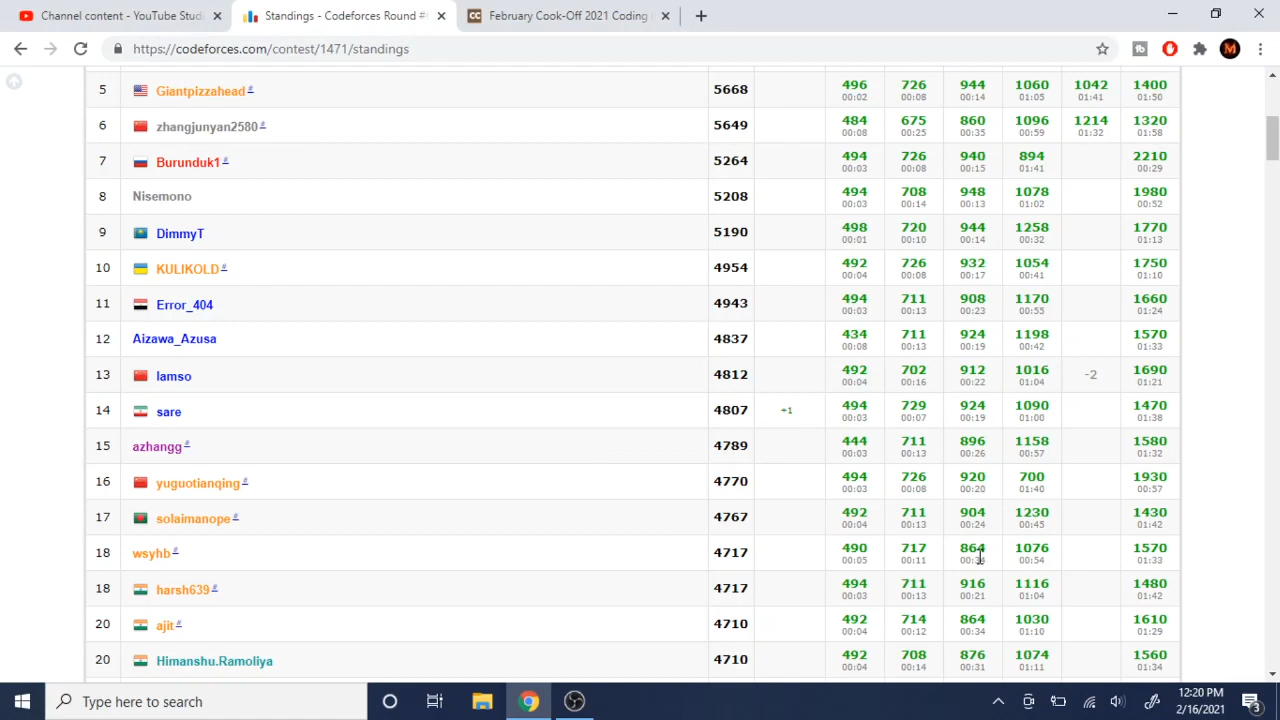 Channel content - YouTube Studi
Standings - Codeforces Round #
CC February Cook-Off 2021 Coding
https://codeforces.com/contest/1471/standings
5 Giantpizzahead# 5668 496 726 944 1060 1042 1400
00:02 00:08 00:14 01:05 01:41 01:50
6 zhangjunyan2580# 5649 484 675 860 1096 1214 1320
00:08 00:25 00:35 00:59 01:32 01:58
7 Burunduk1# 5264 494 726 940 894 2210
00:03 00:08 00:15 01:41 00:29
8 Nisemono 5208 494 708 948 1078 1980
00:03 00:14 00:13 01:02 00:52
9 DimmyT 5190 498 720 944 1258 1770
00:01 00:10 00:14 00:32 01:13
10 KULIKOLD# 4954 492 726 932 1054 1750
00:04 00:08 00:17 00:41 01:10
11 Error_404 4943 494 711 908 1170 1660
00:03 00:13 00:23 00:55 01:24
12 Aizawa_Azusa 4837 434 711 924 1198 1570
00:08 00:13 00:19 00:42 01:33
13 4812 492 702 912 1016 -2 1690
00:04 00:16 00:22 01:04 01:21
14 sare 4807 +1 494 729 924 1090 1470
00:03 00:07 00:19 01:00 01:38
15 azhangg# 4789 444 711 896 1158 1580
00:03 00:13 00:26 00:57 01:32
16 yuguotianqing# 4770 494 726 920 700 1930
00:03 00:08 00:20 01:40 00:57
17 solaimanope# 4767 492 711 904 1230 1430
00:04 00:13 00:24 00:45 01:42
18 wsyhb# 4717 490 717 864 1076 1570
00:05 00:11 00:34 00:54 01:33
18 harsh639# 4717 494 711 916 1116 1480
00:03 00:13 00:21 01:04 01:42
20 ajit# 4710 492 714 864 1030 1610
00:04 00:12 00:34 01:10 01:29
20 Himanshu.Ramoliya 4710 492 708 876 1074 1560
00:04 00:14 00:31 01:11 01:34
Type here to search
12:20 PM
2/16/2021
3